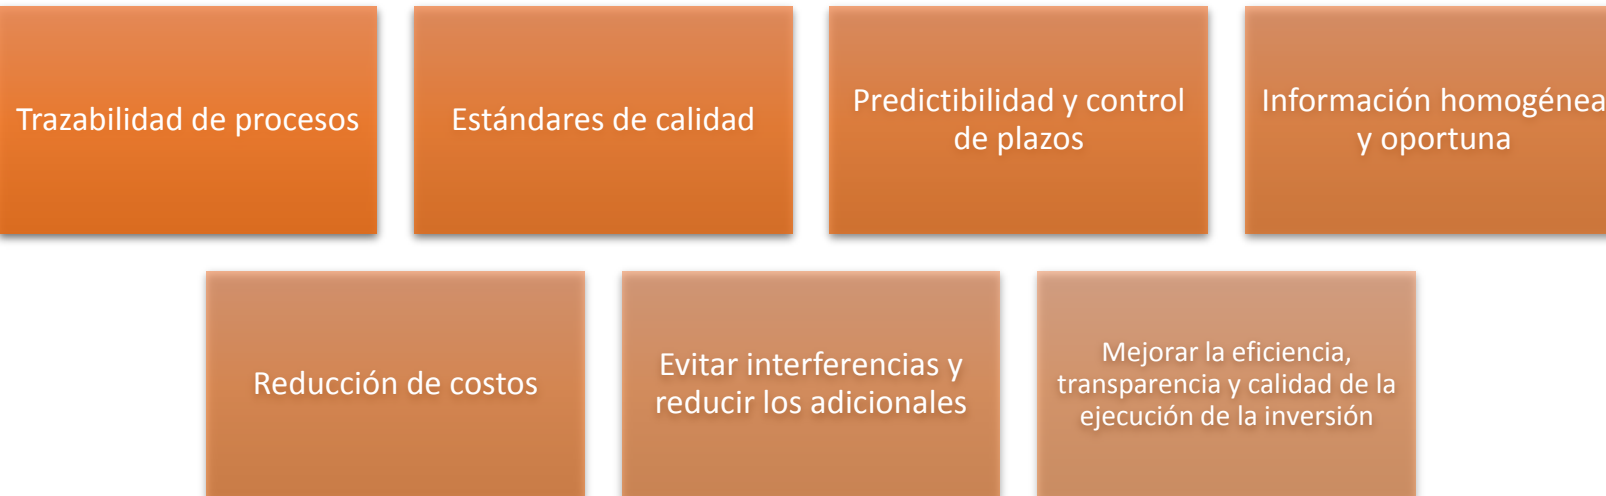 Trazabilidad de procesos
Estándares de calidad
Predictibilidad y control
de plazos
Información homogénea
y oportuna
Reducción de costos
Evitar interferencias y
reducir los adicionales
Mejorar la eficiencia,
transparencia y calidad de la
ejecución de la inversión